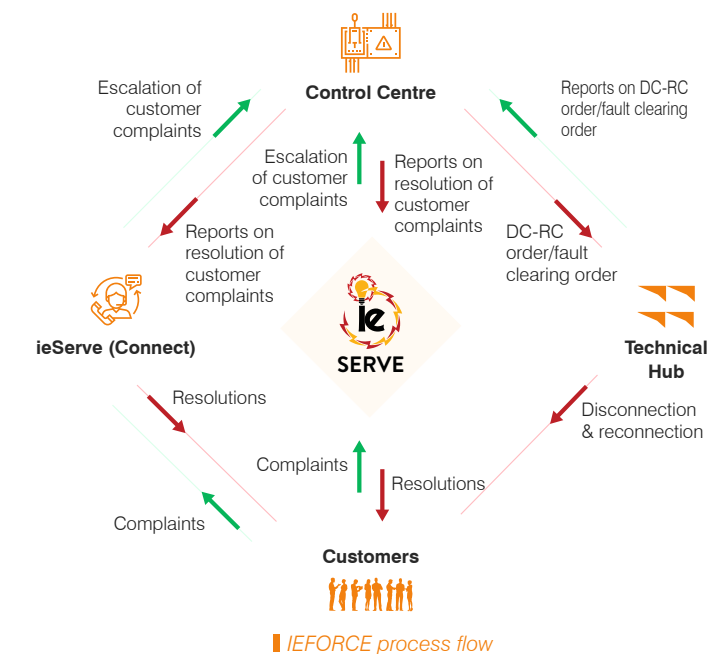 Control Centre
Escalation of
customer
complaints
Reports on DC-RC
order/fault clearing
order
Escalation
of customer
complaints
Reports on
resolution of
customer
complaints
Reports on
resolution of
customer
complaints
DC-RC
order/fault
clearing order
ie
SERVE
ieServe (Connect)
Technical
Hub
Resolutions
Disconnection
& reconnection
Complaints
Resolutions
Complaints
Customers
IEFORCE process flow